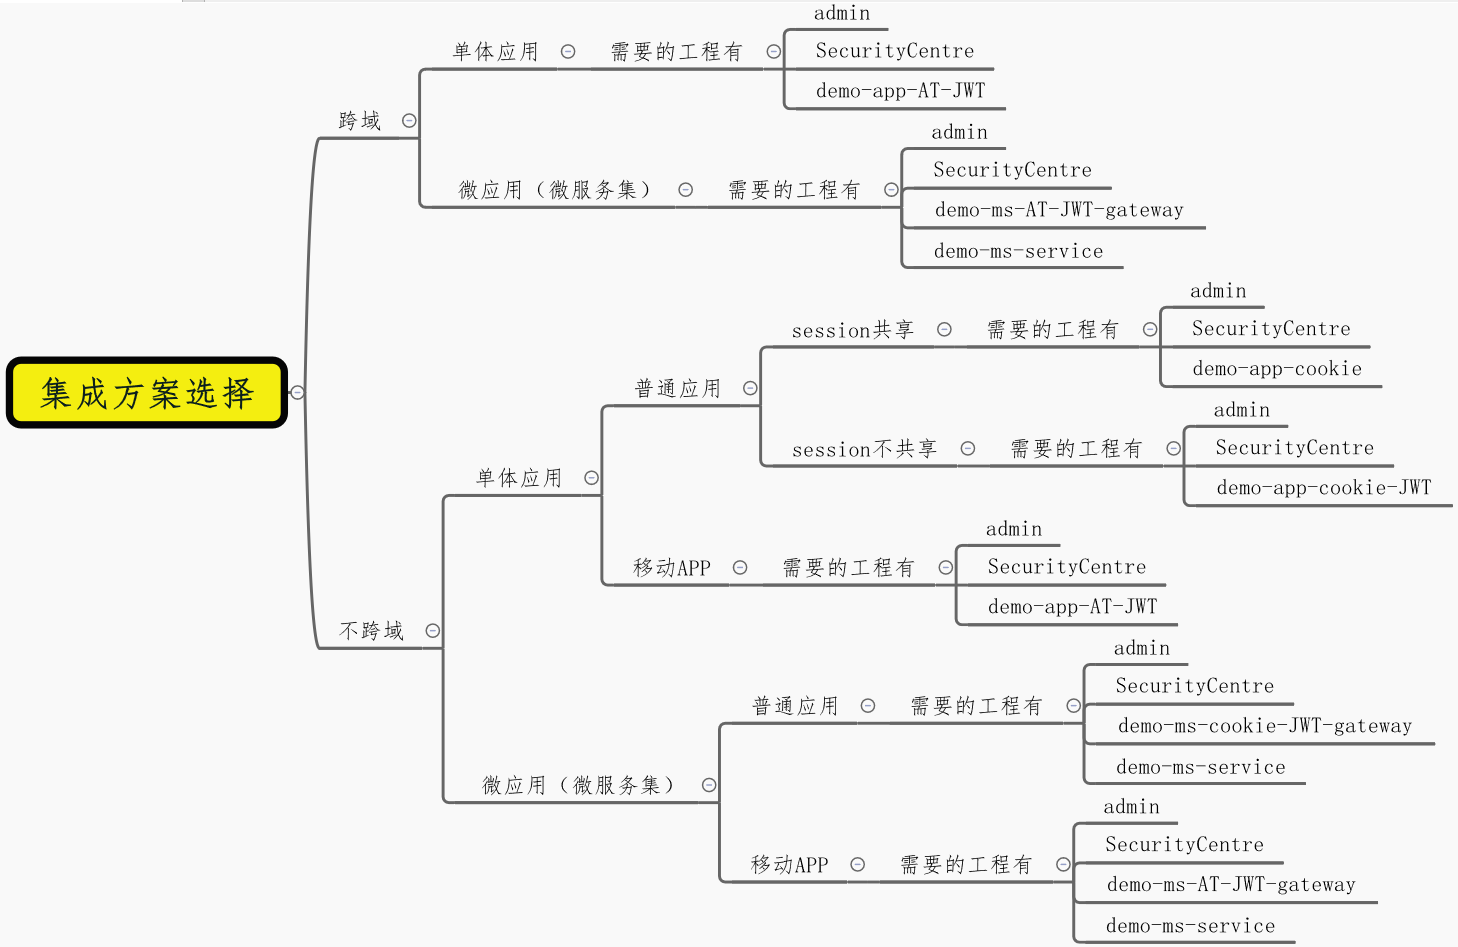 集成方案选择
跨域
单体应用
需要的工程有
admin
SecurityCentre
demo-app-AT-JWT
微应用（微服务集）
需要的工程有
admin
SecurityCentre
demo-ms-AT-JWT-gateway
demo-ms-service
不跨域
单体应用
普通应用
session共享
需要的工程有
admin
SecurityCentre
demo-app-cookie
session不共享
需要的工程有
admin
SecurityCentre
demo-app-cookie-JWT
移动APP
需要的工程有
admin
SecurityCentre
demo-app-AT-JWT
微应用（微服务集）
普通应用
需要的工程有
admin
SecurityCentre
demo-ms-cookie-JWT-gateway
demo-ms-service
移动APP
需要的工程有
admin
SecurityCentre
demo-ms-AT-JWT-gateway
demo-ms-service